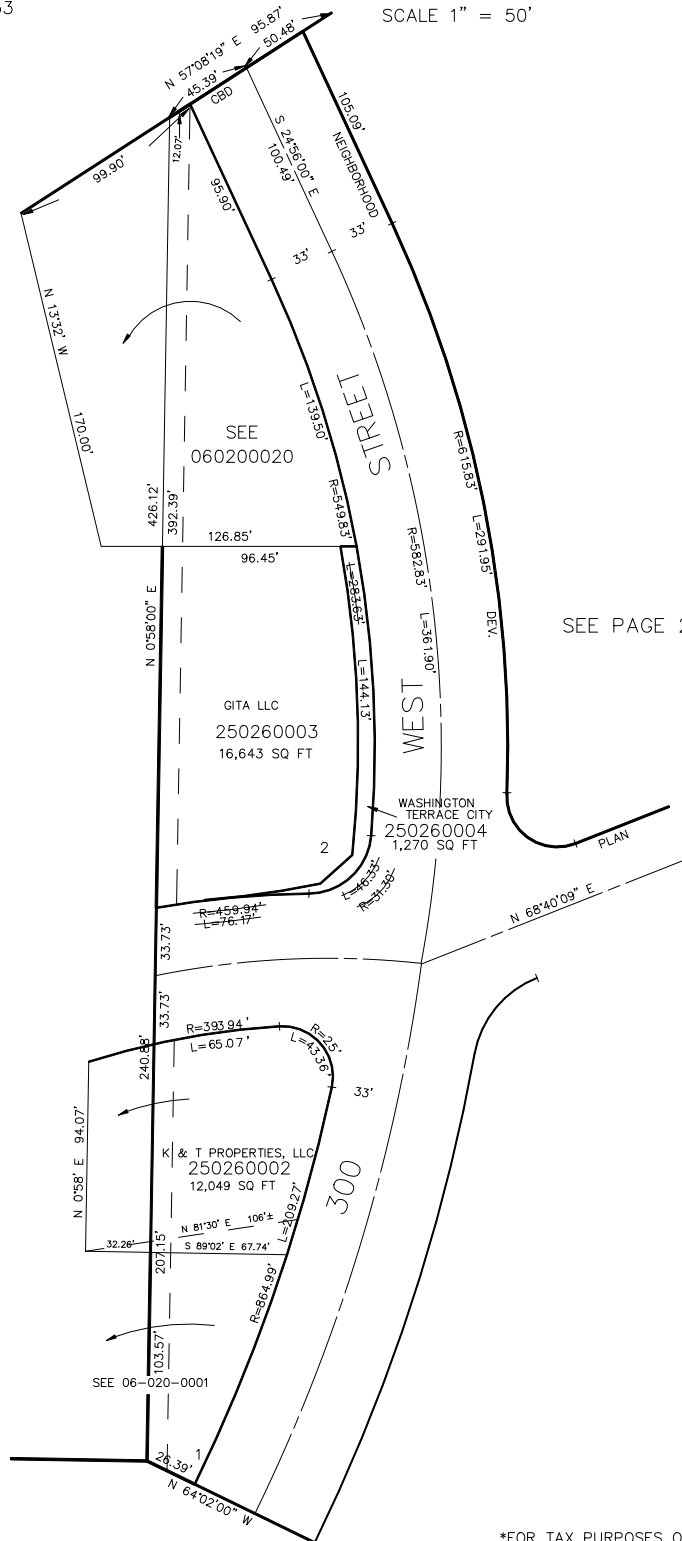 53
SCALE 1" = 50'
N 57°08'19" E 95.87'
45.39'
50.48'
CBD
12.07'
99.90'
95.90'
S 24°56'00" E
100.49'
105.09'
NEIGHBORHOOD
33'
33'
N 13°32' W
170.00'
L=139.50'
STREET
SEE
060200020
R=549.83'
R=615.83'
L=291.95'
426.12'
392.39'
126.85'
96.45'
R=582.83'
L=361.90'
L=283.63'
L=144.13'
DEV.
N 0°58'00" E
SEE PAGE 2
GITA LLC
250260003
16,643 SQ FT
WEST
WASHINGTON
TERRACE CITY
250260004
1,270 SQ FT
2
PLAN
L=46.33'
R=31.30'
R=459.94'
L=76.17'
N 68°40'09" E
33.73'
33.73'
R=393.94'
L=65.07'
R=25'
L=43.36'
240.88'
33'
N 0°58' E 94.07'
K & T PROPERTIES, LLC
250260002
12,049 SQ FT
300
N 81°30' E 106'±
32.26'
S 89°02' E 67.74'
L=209.27'
207.15'
R=864.99'
103.57'
SEE 06-020-0001
1
26.39'
N 64°02'00" W
*FOR TAX PURPOSES O